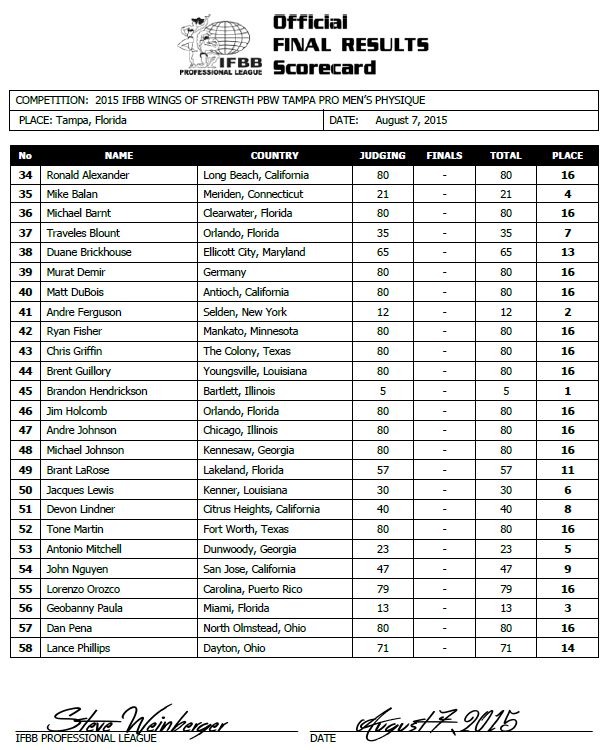 Official
FINAL RESULTS
Scorecard
IFBB
PROFESSIONAL LEAGUE
COMPETITION: 2015 IFBB WINGS OF STRENGTH PBW TAMPA PRO MEN'S PHYSIQUE
PLACE: Tampa, Florida DATE: August 7, 2015
No NAME COUNTRY JUDGING FINALS TOTAL PLACE
34 Ronald Alexander Long Beach, California 80 - 80 16
35 Mike Balan Meriden, Connecticut 21 - 21 4
36 Michael Barnt Clearwater, Florida 80 - 80 16
37 Traveles Blount Orlando, Florida 35 - 35 7
38 Duane Brickhouse Ellicott City, Maryland 65 - 65 13
39 Murat Demir Germany 80 - 80 16
40 Matt DuBois Antioch, California 80 - 80 16
41 Andre Ferguson Selden, New York 12 - 12 2
42 Ryan Fisher Mankato, Minnesota 80 - 80 16
43 Chris Griffin The Colony, Texas 80 - 80 16
44 Brent Guillory Youngsville, Louisiana 80 - 80 16
45 Brandon Hendrickson Bartlett, Illinois 5 - 5 1
46 Jim Holcomb Orlando, Florida 80 - 80 16
47 Andre Johnson Chicago, Illinois 80 - 80 16
48 Michael Johnson Kennesaw, Georgia 80 - 80 16
49 Brant LaRose Lakeland, Florida 57 - 57 11
50 Jacques Lewis Kenner, Louisiana 30 - 30 6
51 Devon Lindner Citrus Heights, California 40 - 40 8
52 Tone Martin Fort Worth, Texas 80 - 80 16
53 Antonio Mitchell Dunwoody, Georgia 23 - 23 5
54 John Nguyen San Jose, California 47 - 47 9
55 Lorenzo Orozco Carolina, Puerto Rico 79 - 79 16
56 Geobanny Paula Miami, Florida 13 - 13 3
57 Dan Pena North Olmstead, Ohio 80 - 80 16
58 Lance Phillips Dayton, Ohio 71 - 71 14
Steve Weinberger August 7, 2015
IFBB PROFESSIONAL LEAGUE DATE